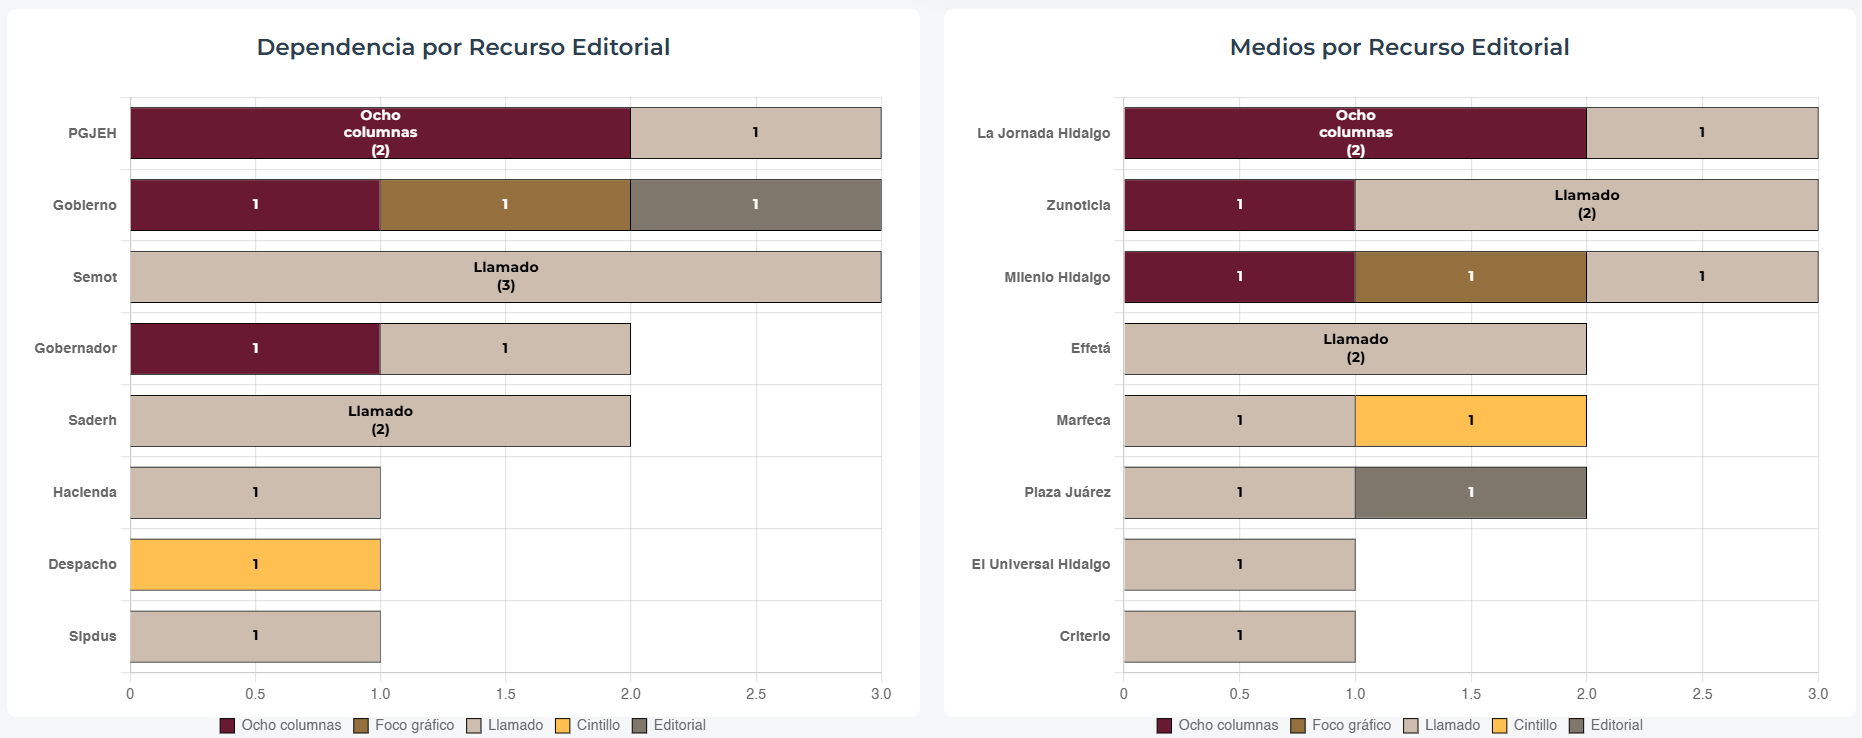 Dependencia por Recurso Editorial
PGJEH
Ocho
columnas
(2)
1
Gobierno
1
1
1
Semot
Llamado
(3)
Gobernador
1
1
Saderh
Llamado
(2)
Hacienda
1
Despacho
1
Sipdus
1
0 0.5 1.0 1.5 2.0 2.5 3.0
Ocho columnas Foco gráfico Llamado Cintillo Editorial
Medios por Recurso Editorial
La Jornada Hidalgo
Ocho
columnas
(2)
1
Zunoticia
1
Llamado
(2)
Milenio Hidalgo
1
1
1
Effetá
Llamado
(2)
Marfeca
1
1
Plaza Juárez
1
1
El Universal Hidalgo
1
Criterio
1
0 0.5 1.0 1.5 2.0 2.5 3.0
Ocho columnas Foco gráfico Llamado Cintillo Editorial